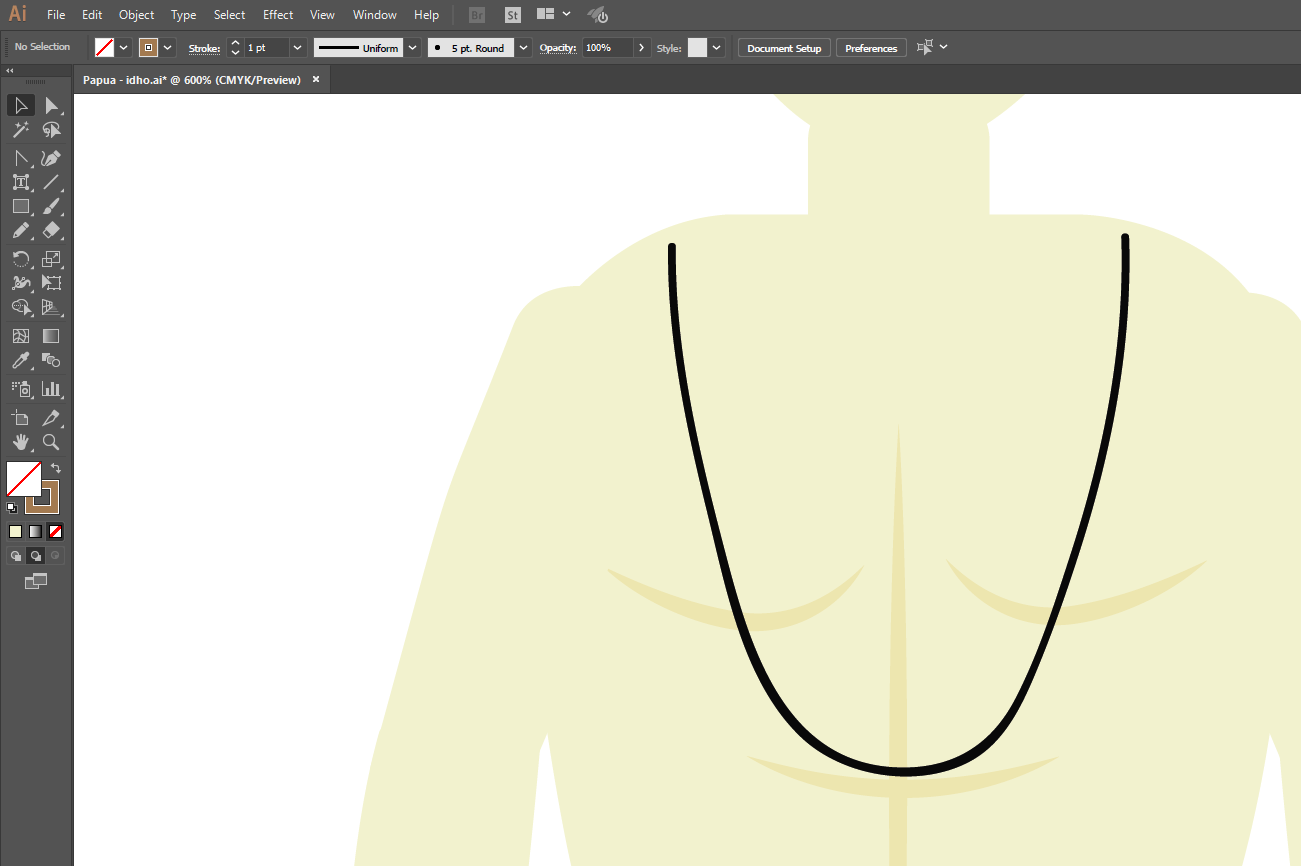 Ai File Edit Object Type Select Effect View Window Help Br St
No Selection Stroke: 1 pt Uniform 5 pt. Round Opacity: 100% Style: Document Setup Preferences
Papua - idho.ai* @ 600% (CMYK/Preview) ×
T